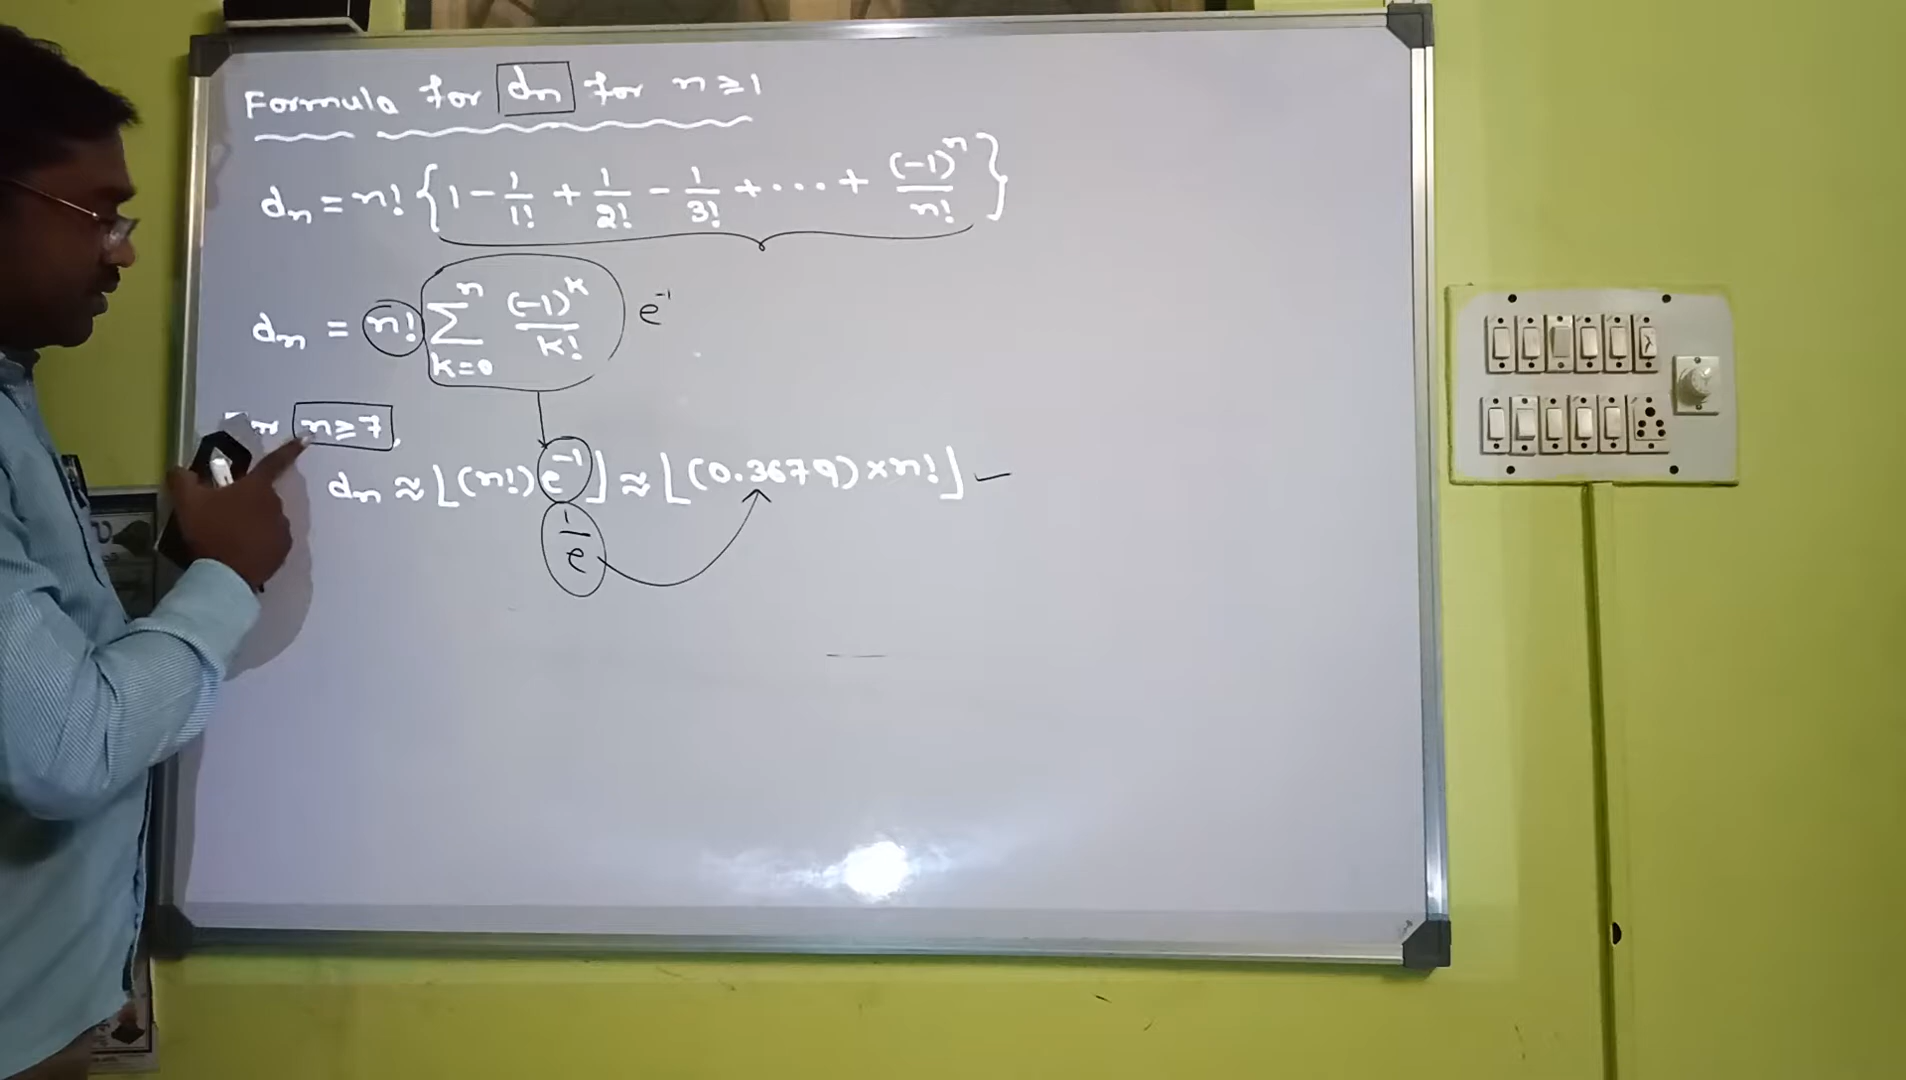 Formula for dn for n ≥ 1
dn = n! { 1 - 1/1! + 1/2! - 1/3! + ... + (-1)^n/n! }
dn = n! ∑_{k=0}^{n} (-1)^k/k! e^-1
n ≥ 7,
dn ≈ ⌊(n!) e^-1⌋ ≈ ⌊(0.3679) × n!⌋
1/e